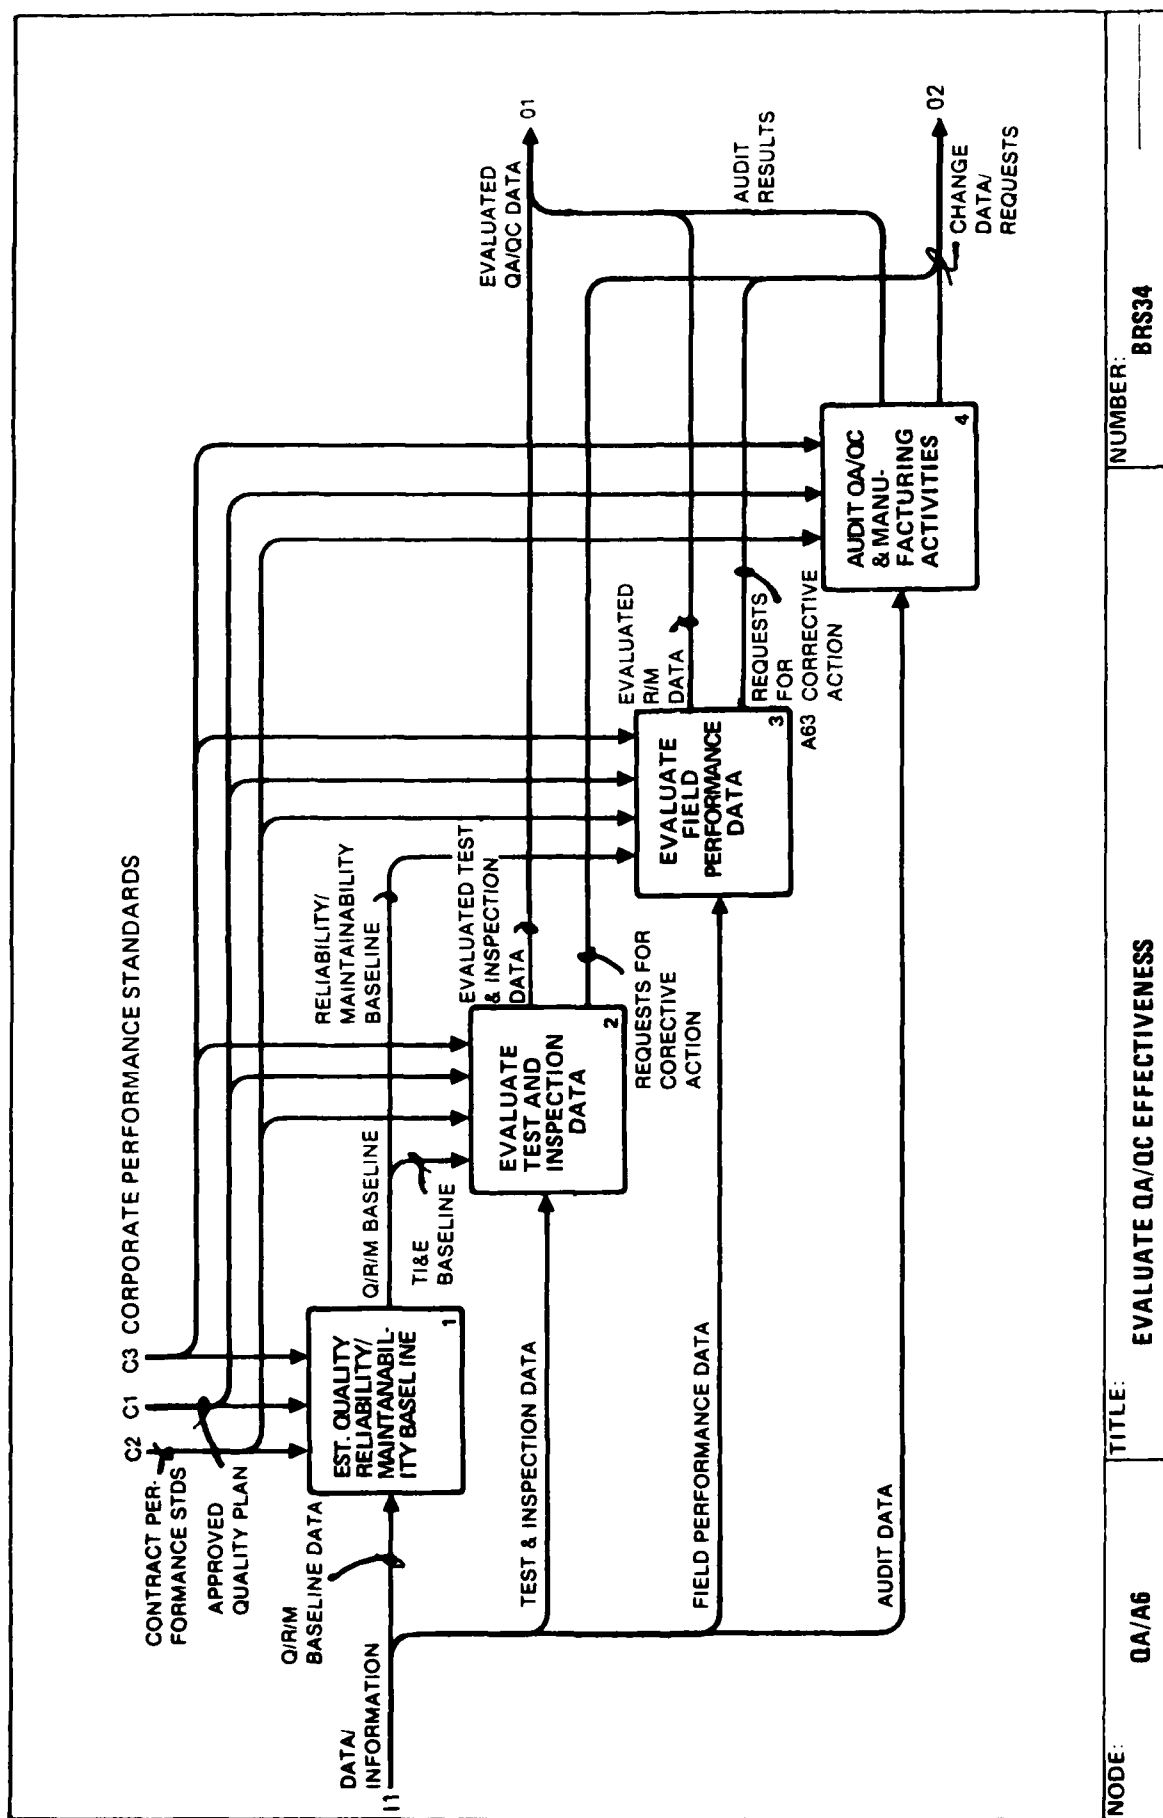 C2
C1
C3 CORPORATE PERFORMANCE STANDARDS
CONTRACT PER-
FORMANCE STDS
APPROVED
QUALITY PLAN
I1
DATA/
INFORMATION
Q/R/M
BASELINE DATA
EST. QUALITY
RELIABILITY/
MAINTANABIL-
ITY BASELINE
1
Q/R/M BASELINE
TI&E
BASELINE
RELIABILITY/
MAINTAINABILITY
BASELINE
TEST & INSPECTION DATA
EVALUATE
TEST AND
INSPECTION
DATA
2
EVALUATED TEST
& INSPECTION
DATA
REQUESTS FOR
CORECTIVE
ACTION
FIELD PERFORMANCE DATA
EVALUATE
FIELD
PERFORMANCE
DATA
3
A63
EVALUATED
R/M
DATA
REQUESTS
FOR
CORRECTIVE
ACTION
AUDIT DATA
AUDIT QA/QC
& MANU-
FACTURING
ACTIVITIES
4
EVALUATED
QA/QC DATA
O1
AUDIT
RESULTS
O2
CHANGE
DATA/
REQUESTS
NODE:
QA/A6
TITLE:
EVALUATE QA/QC EFFECTIVENESS
NUMBER:
BRS34